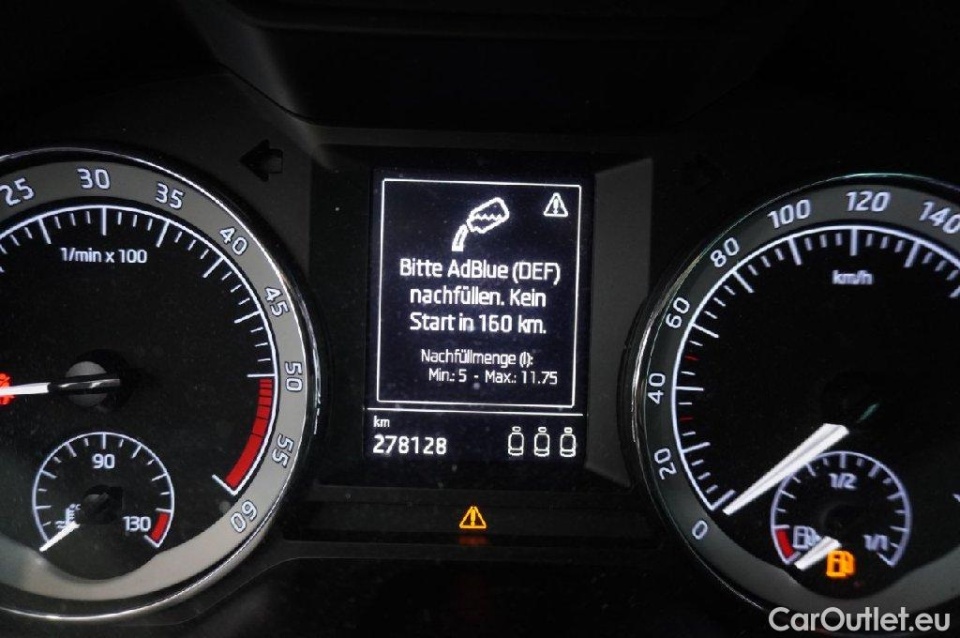 25 30 35 40 45 50 55 60
1/min x 100
90
130
°C
Bitte AdBlue (DEF)
nachfüllen. Kein
Start in 160 km.
Nachfüllmenge (l):
Min.: 5 - Max.: 11.75
km
278128
0 20 40 60 80 100 120 140
km/h
1/2
1/1
CarOutlet.eu